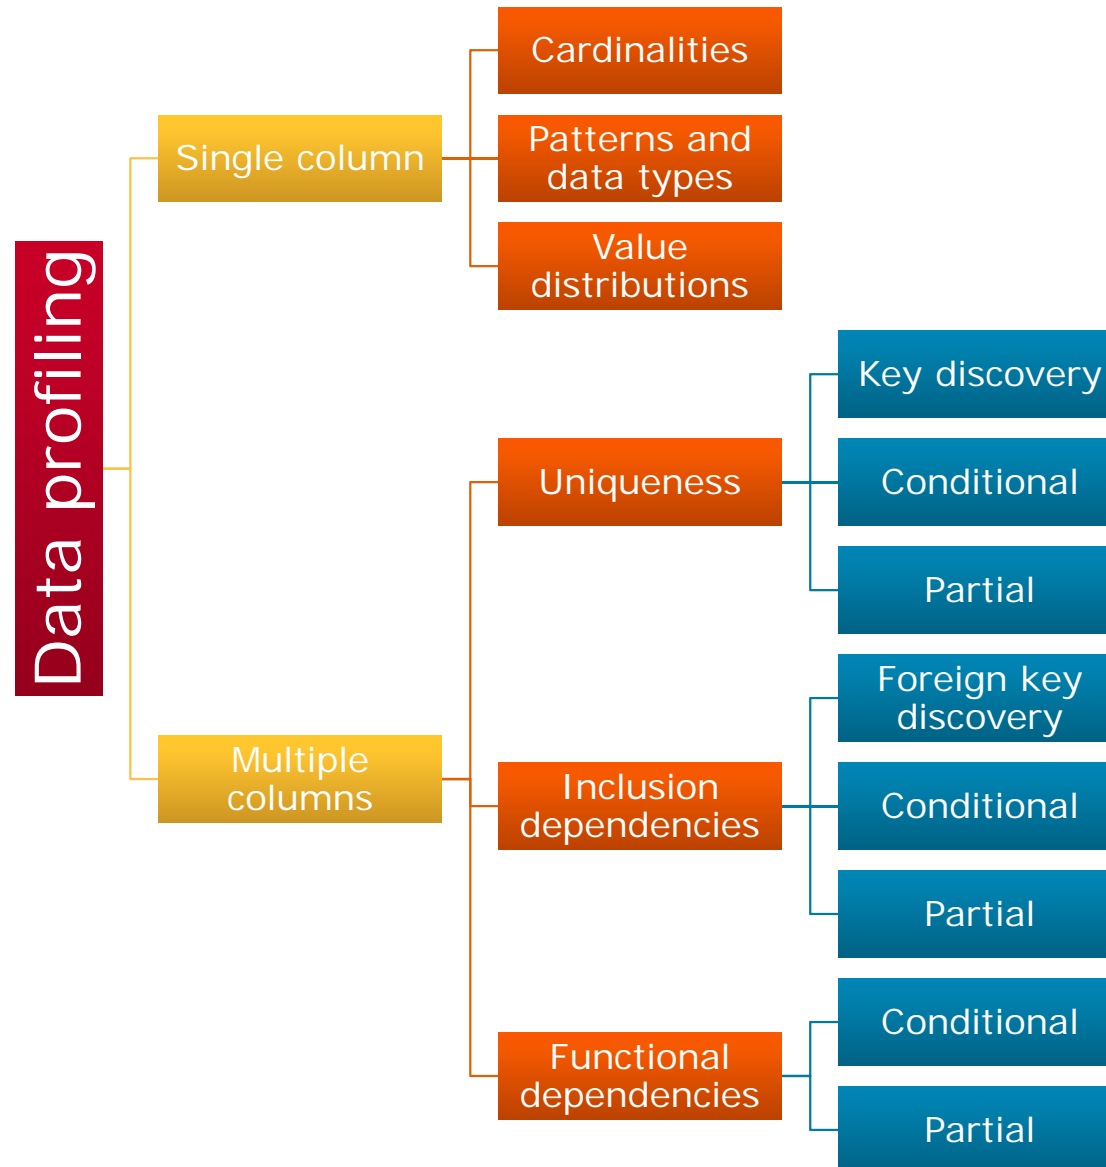 Data profiling
Single column
Cardinalities
Patterns and
data types
Value
distributions
Multiple
columns
Uniqueness
Key discovery
Conditional
Partial
Inclusion
dependencies
Foreign key
discovery
Conditional
Partial
Functional
dependencies
Conditional
Partial